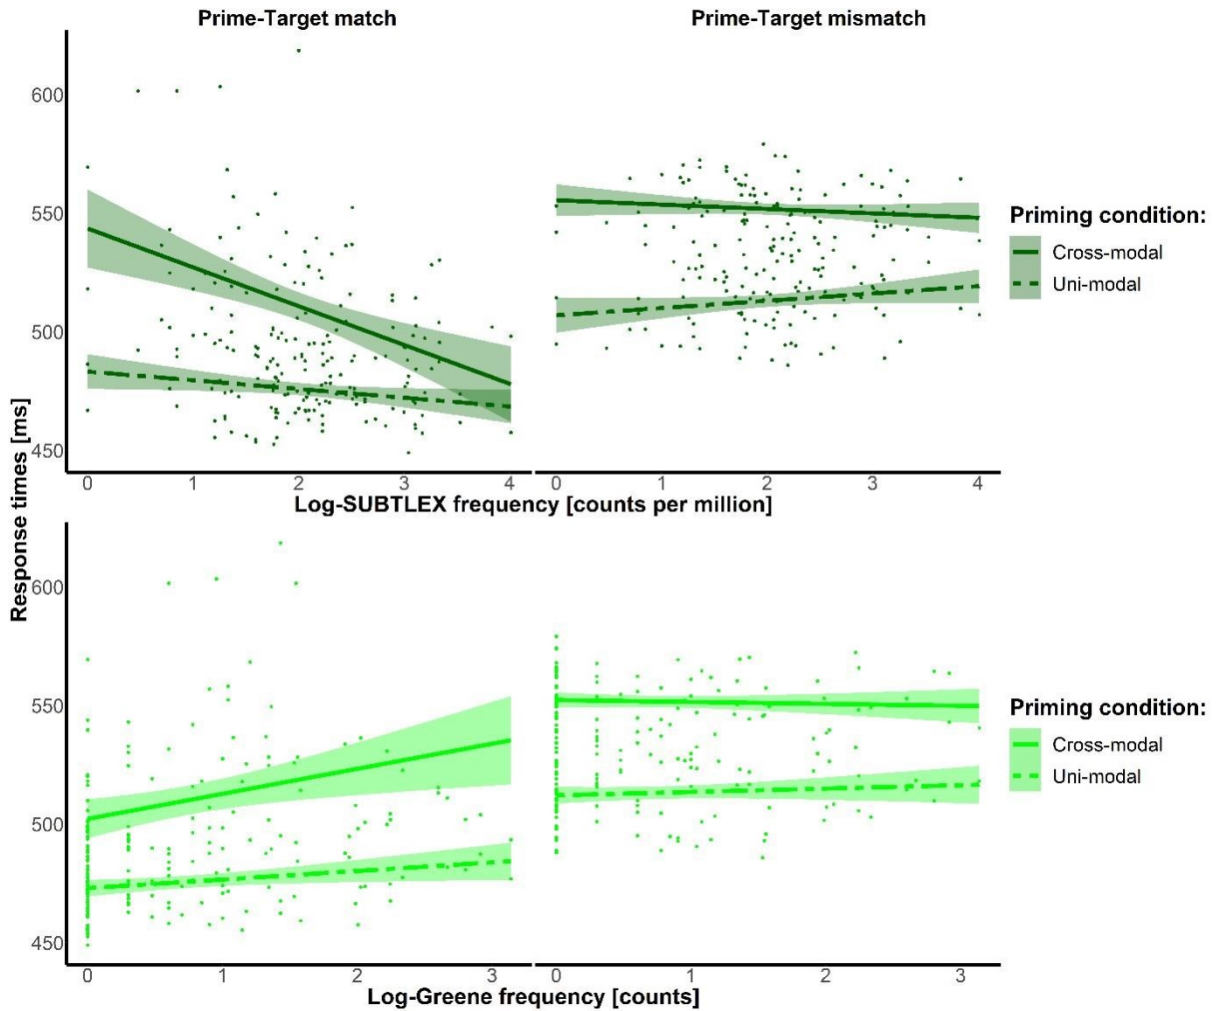 Prime-Target match
Prime-Target mismatch
600
550
500
450
0 1 2 3 4
0 1 2 3 4
Log-SUBTLEX frequency [counts per million]
Priming condition:
Cross-modal
Uni-modal
Response times [ms]
600
550
500
450
0 1 2 3
0 1 2 3
Log-Greene frequency [counts]
Priming condition:
Cross-modal
Uni-modal